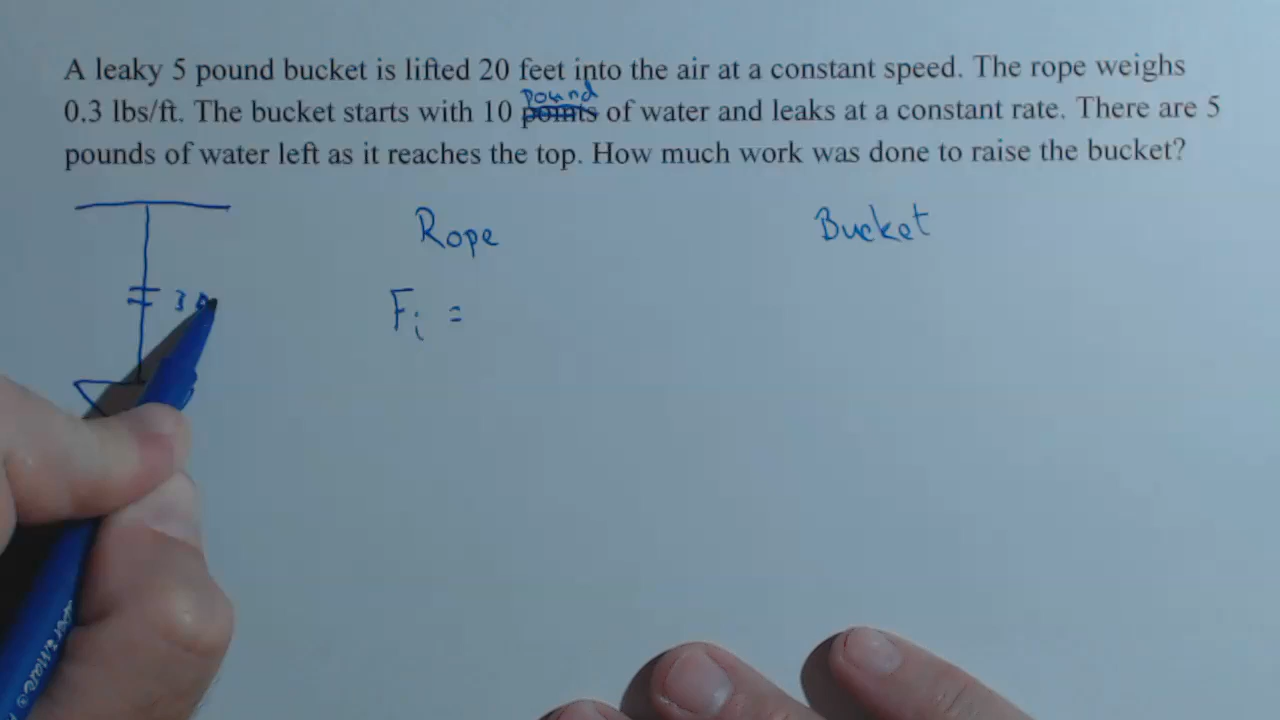 A leaky 5 pound bucket is lifted 20 feet into the air at a constant speed. The rope weighs
pound
0.3 lbs/ft. The bucket starts with 10 points of water and leaks at a constant rate. There are 5
pounds of water left as it reaches the top. How much work was done to raise the bucket?
Rope
Bucket
Fi =